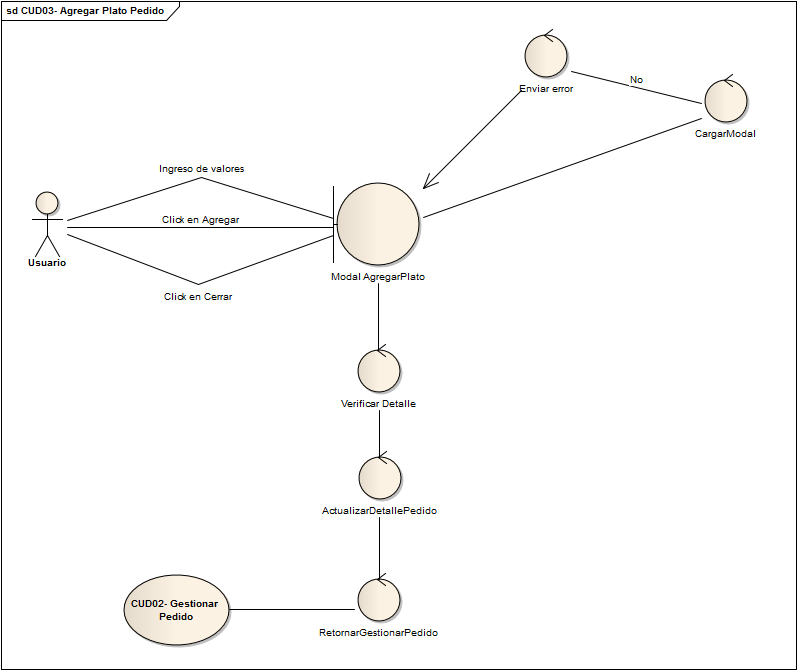 sd CUD03- Agregar Plato Pedido
Enviar error
No
CargarModal
Ingreso de valores
Click en Agregar
Usuario
Click en Cerrar
Modal AgregarPlato
Verificar Detalle
ActualizarDetallePedido
CUD02- Gestionar
Pedido
RetornarGestionarPedido